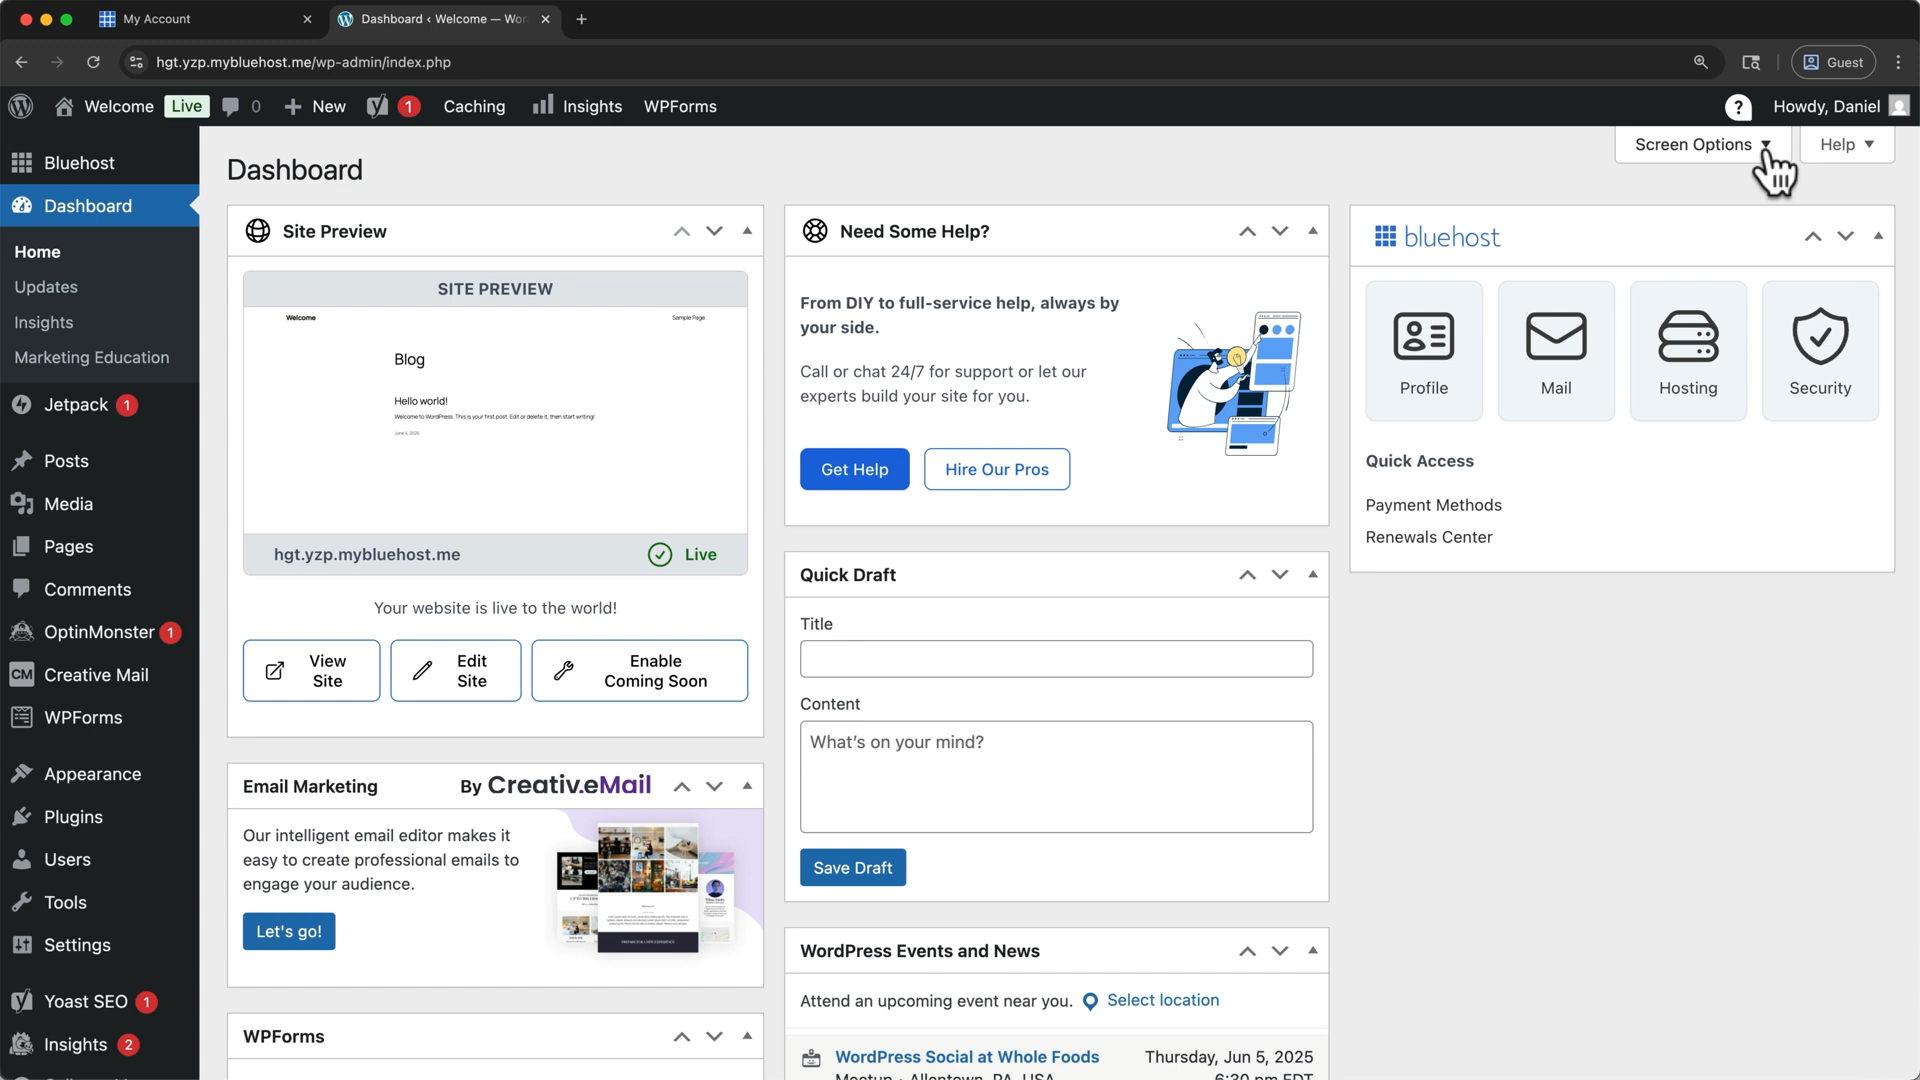 My Account
Dashboard ‹ Welcome — Wor
hgt.yzp.mybluehost.me/wp-admin/index.php
Guest
Welcome Live 0 + New 1 Caching Insights WPForms
? Howdy, Daniel
Screen Options
Help
Bluehost
Dashboard
Home
Updates
Insights
Marketing Education
Jetpack 1
Posts
Media
Pages
Comments
OptinMonster 1
CM Creative Mail
WPForms
Appearance
Plugins
Users
Tools
Settings
Yoast SEO 1
Insights 2
Dashboard
Site Preview
SITE PREVIEW
Welcome
Sample Page
Blog
Hello world!
Welcome to WordPress. This is your first post. Edit or delete it, then start writing!
June 4, 2025
hgt.yzp.mybluehost.me
Live
Your website is live to the world!
View
Site
Edit
Site
Enable
Coming Soon
Email Marketing
By Creativ.eMail
Our intelligent email editor makes it
easy to create professional emails to
engage your audience.
Let's go!
WPForms
Need Some Help?
From DIY to full-service help, always by
your side.
Call or chat 24/7 for support or let our
experts build your site for you.
Get Help
Hire Our Pros
Quick Draft
Title
Content
What's on your mind?
Save Draft
WordPress Events and News
Attend an upcoming event near you.
Select location
WordPress Social at Whole Foods
Thursday, Jun 5, 2025
Meetup • Allentown, PA, USA
6:30 pm EDT
bluehost
Profile
Mail
Hosting
Security
Quick Access
Payment Methods
Renewals Center